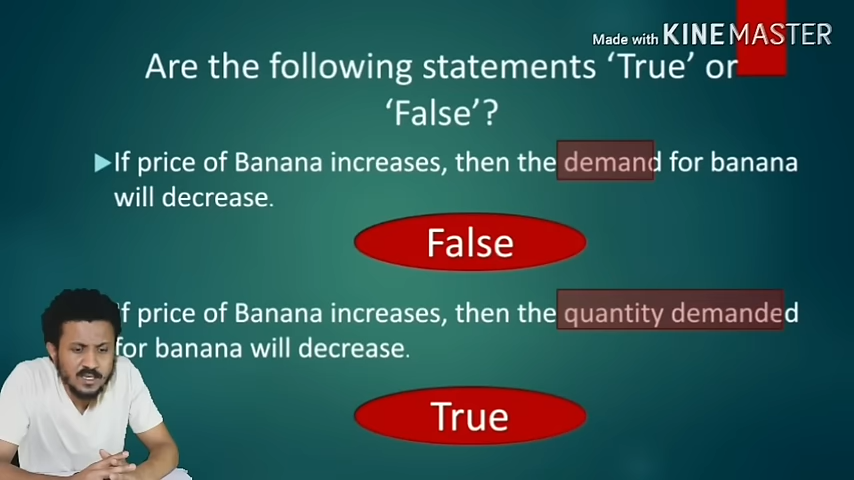 Made with KINEMASTER
Are the following statements ‘True’ or
‘False’?
If price of Banana increases, then the demand for banana
will decrease.
False
If price of Banana increases, then the quantity demanded
for banana will decrease.
True